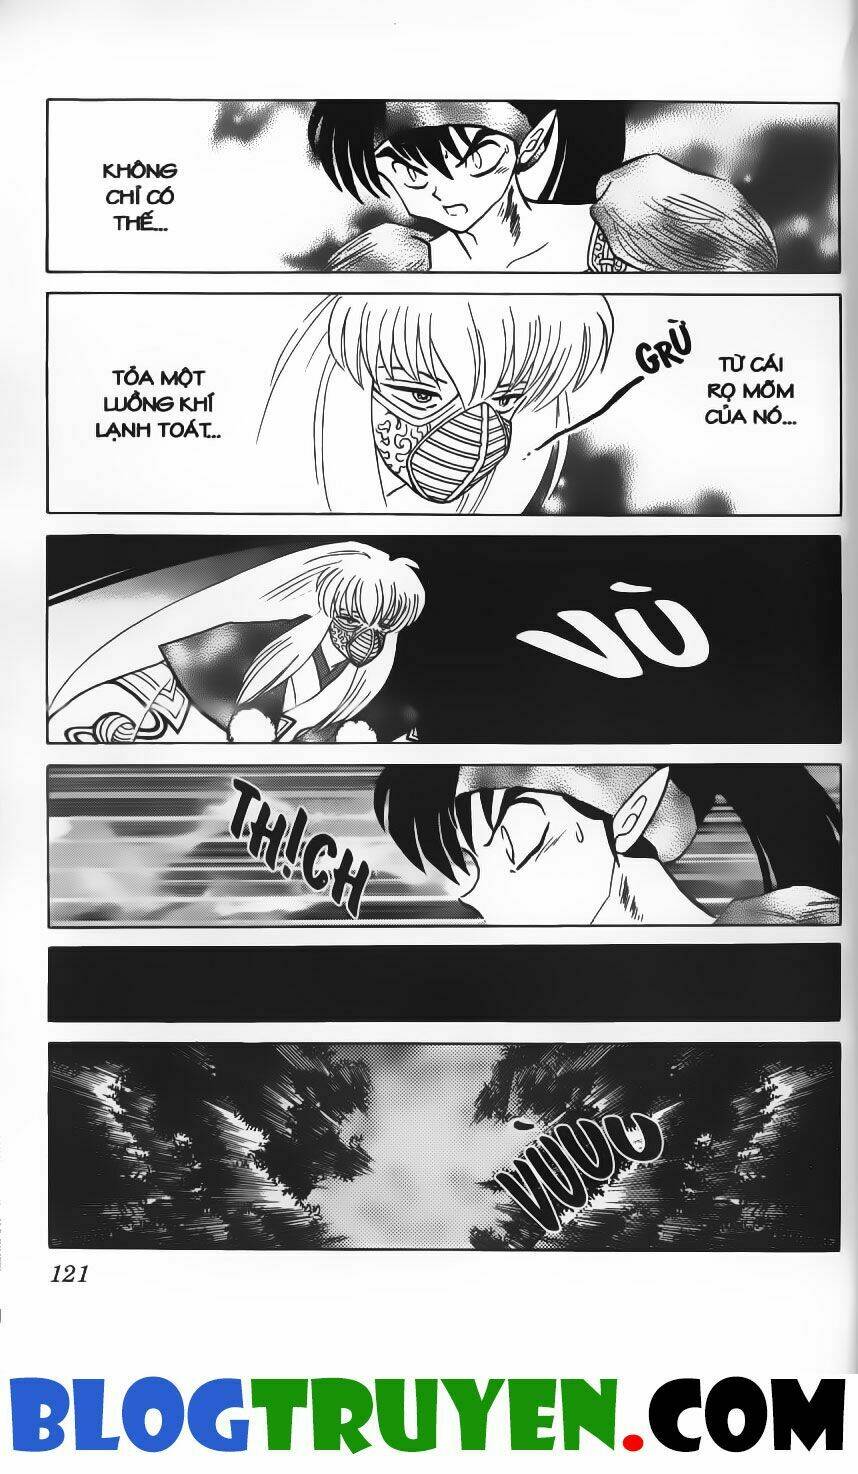 KHÔNG
CHỈ CÓ
THẾ...
TỪ CÁI
RỌ MÕM
CỦA NÓ...
GRỪ
TỎA MỘT
LUỒNG KHÍ
LẠNH TOÁT...
VÙ
THỊCH
VÙUUU
121
BLOGTRUYEN.COM